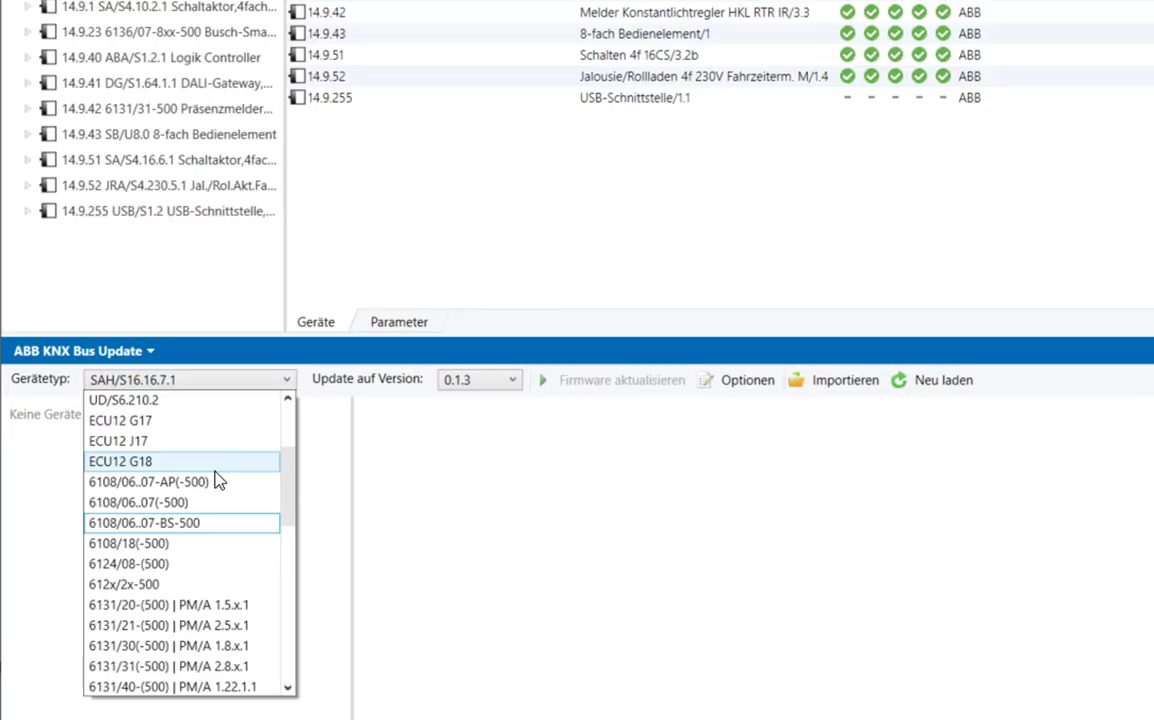 14.9.1 SA/S4.10.2.1 Schaltaktor,4fach...
14.9.23 6136/07-8xx-500 Busch-Sma...
14.9.40 ABA/S1.2.1 Logik Controller
14.9.41 DG/S1.64.1.1 DALI-Gateway,...
14.9.42 6131/31-500 Präsenzmelder...
14.9.43 SB/U8.0 8-fach Bedienelement
14.9.51 SA/S4.16.6.1 Schaltaktor,4fac...
14.9.52 JRA/S4.230.5.1 Jal./Rol.Akt.Fa...
14.9.255 USB/S1.2 USB-Schnittstelle,...
14.9.42 Melder Konstantlichtregler HKL RTR IR/3.3 ABB
14.9.43 8-fach Bedienelement/1 ABB
14.9.51 Schalten 4f 16CS/3.2b ABB
14.9.52 Jalousie/Rollladen 4f 230V Fahrzeiterm. M/1.4 ABB
14.9.255 USB-Schnittstelle/1.1 - - - - - ABB
Geräte Parameter
ABB KNX Bus Update
Gerätetyp: SAH/S16.16.7.1 Update auf Version: 0.1.3 Firmware aktualisieren Optionen Importieren Neu laden
Keine Geräte
UD/S6.210.2
ECU12 G17
ECU12 J17
ECU12 G18
6108/06..07-AP(-500)
6108/06..07(-500)
6108/06..07-BS-500
6108/18(-500)
6124/08-(500)
612x/2x-500
6131/20-(500) | PM/A 1.5.x.1
6131/21-(500) | PM/A 2.5.x.1
6131/30(-500) | PM/A 1.8.x.1
6131/31(-500) | PM/A 2.8.x.1
6131/40-(500) | PM/A 1.22.1.1